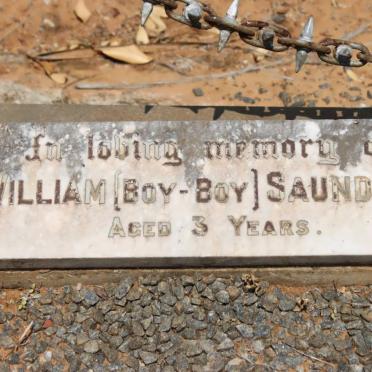 In loving memory o
WILLIAM [BOY-BOY] SAUND
AGED 3 YEARS.